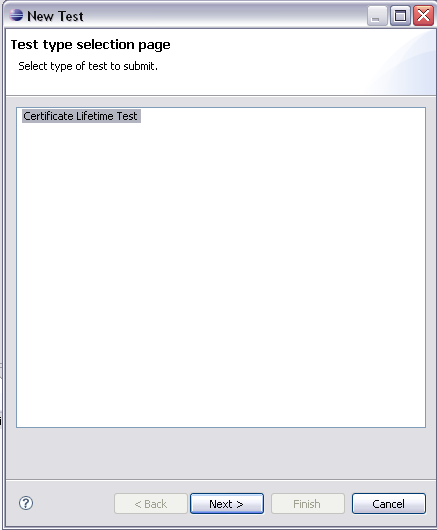 New Test
Test type selection page
Select type of test to submit.
Certificate Lifetime Test
?
< Back
Next >
Finish
Cancel